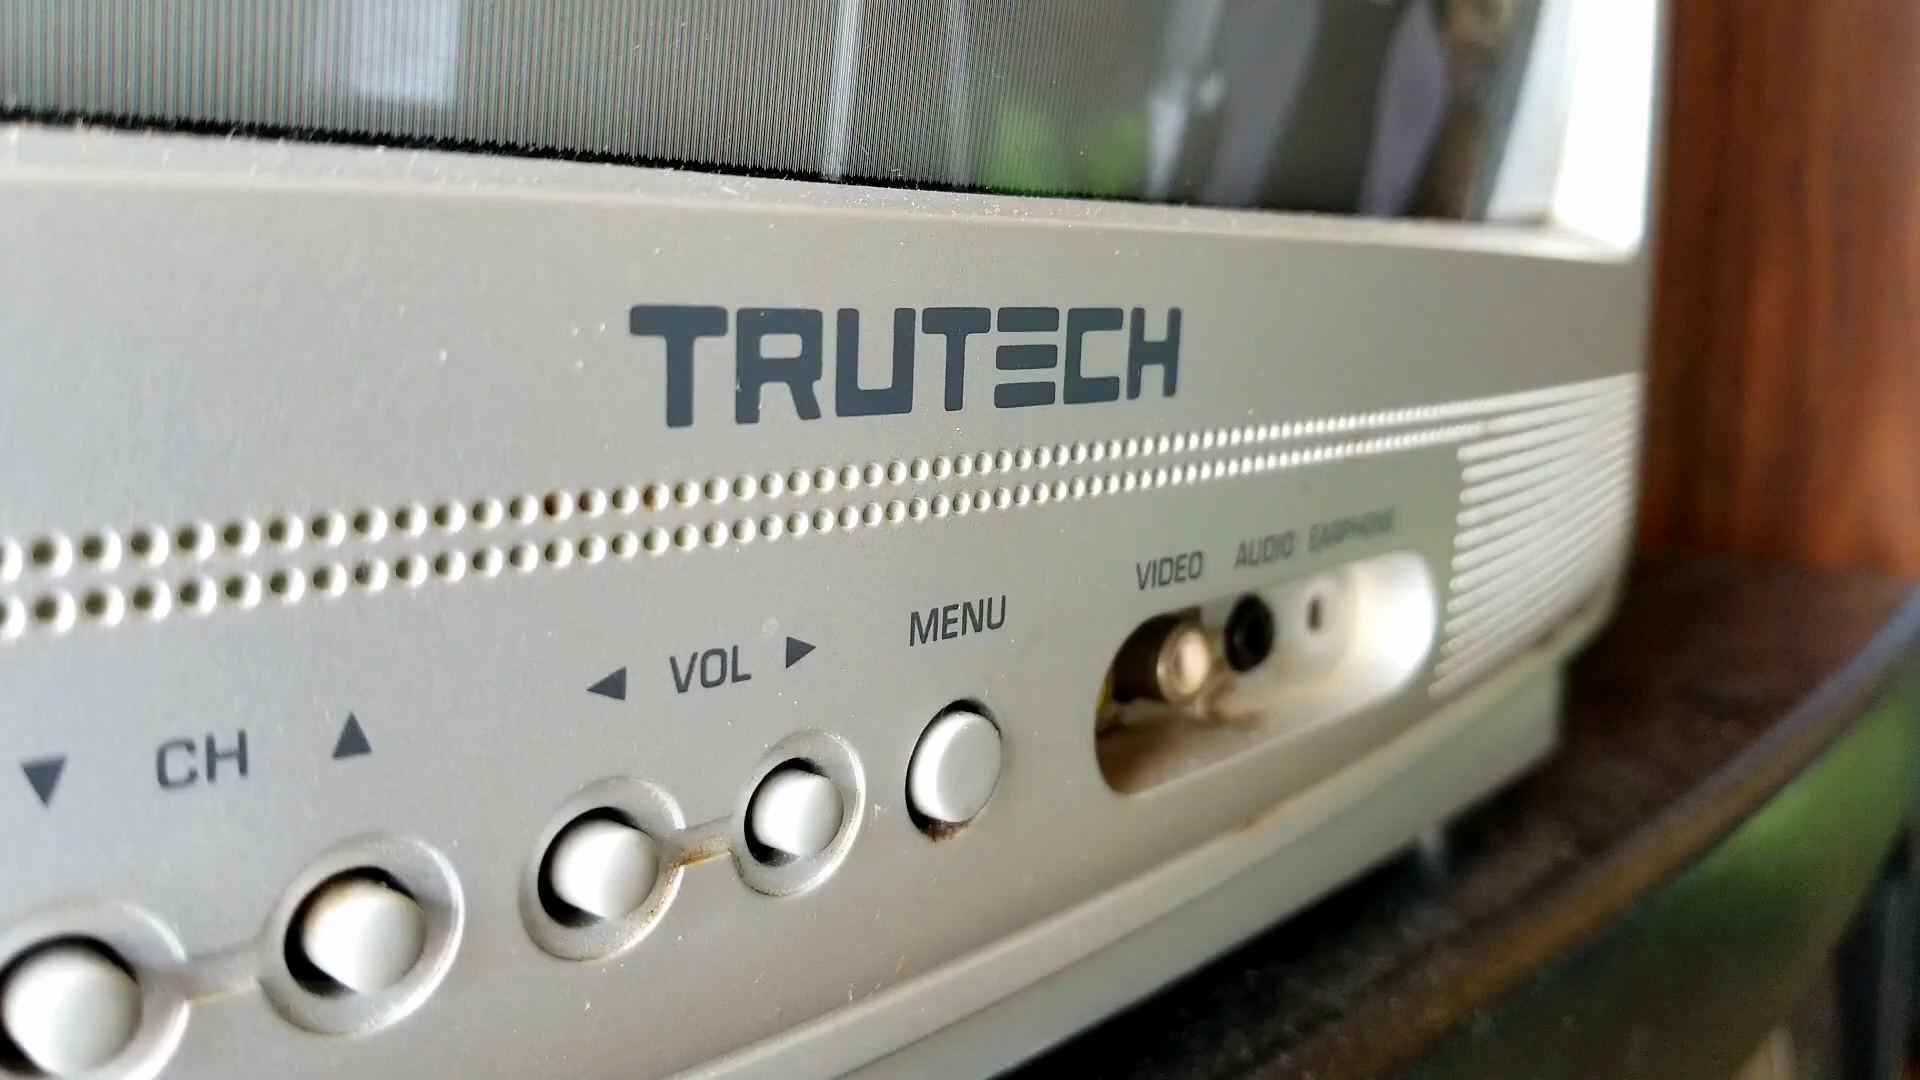 TRUTECH
VIDEO AUDIO EARPHONE
MENU
◄ VOL ►
▼ CH ▲